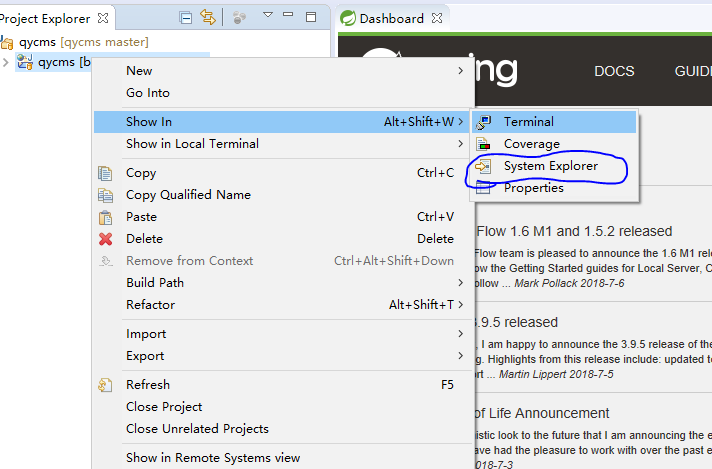 Project Explorer
Dashboard
qycms [qycms master]
qycms [b
ing
DOCS
GUID
New
Go Into
Show In Alt+Shift+W
Show in Local Terminal
Copy Ctrl+C
Copy Qualified Name
Paste Ctrl+V
Delete Delete
Remove from Context Ctrl+Alt+Shift+Down
Build Path
Refactor Alt+Shift+T
Import
Export
Refresh F5
Close Project
Close Unrelated Projects
Show in Remote Systems view
Terminal
Coverage
System Explorer
Properties
Flow 1.6 M1 and 1.5.2 released
Flow team is pleased to announce the 1.6 M1 rele
ow the Getting Started guides for Local Server, C
ollow ... Mark Pollack 2018-7-6
3.9.5 released
, I am happy to announce the 3.9.5 release of the
g. Highlights from this release include: updated to
rt ... Martin Lippert 2018-7-5
of Life Announcement
istic look to the future that I am announcing the e
ave had the pleasure to work with over the past e
2018-7-3